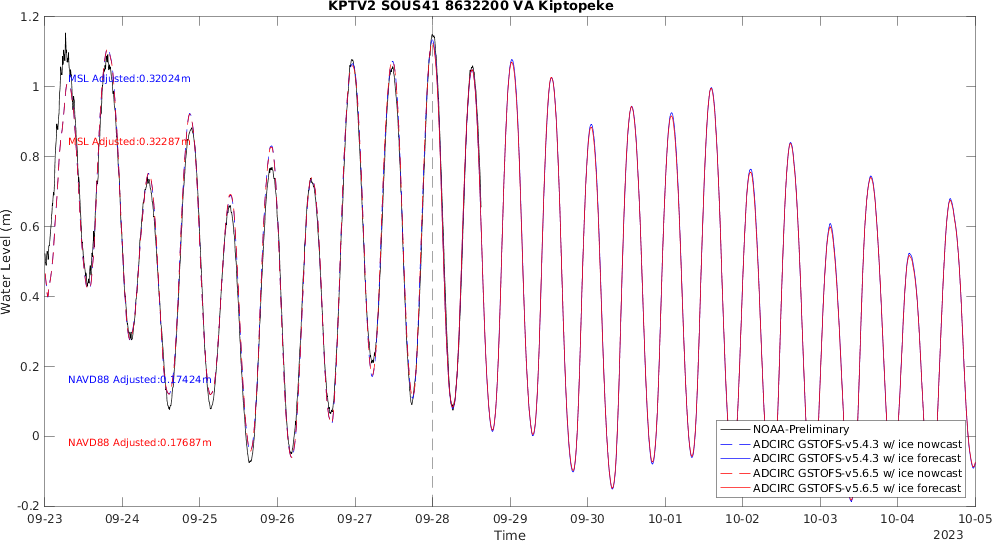 KPTV2 SOUS41 8632200 VA Kiptopeke
1.2
1
0.8
0.6
0.4
0.2
0
-0.2
Water Level (m)
MSL Adjusted:0.32024m
MSL Adjusted:0.32287m
NAVD88 Adjusted:0.17424m
NAVD88 Adjusted:0.17687m
NOAA-Preliminary
ADCIRC GSTOFS-v5.4.3 w/ ice nowcast
ADCIRC GSTOFS-v5.4.3 w/ ice forecast
ADCIRC GSTOFS-v5.6.5 w/ ice nowcast
ADCIRC GSTOFS-v5.6.5 w/ ice forecast
09-23 09-24 09-25 09-26 09-27 09-28 09-29 09-30 10-01 10-02 10-03 10-04 10-05
Time
2023